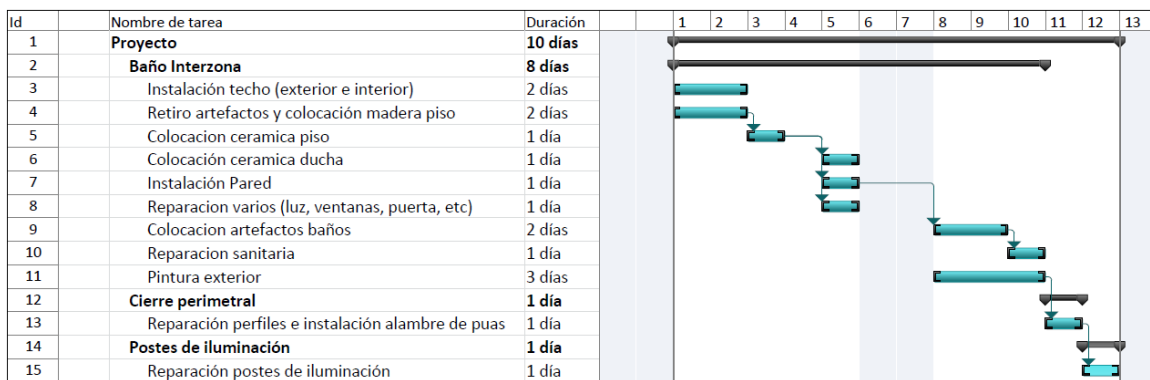 Id Nombre de tarea Duración 1 2 3 4 5 6 7 8 9 10 11 12 13
1 Proyecto 10 días
2 Baño Interzona 8 días
3 Instalación techo (exterior e interior) 2 días
4 Retiro artefactos y colocación madera piso 2 días
5 Colocacion ceramica piso 1 día
6 Colocación ceramica ducha 1 día
7 Instalación Pared 1 día
8 Reparacion varios (luz, ventanas, puerta, etc) 1 día
9 Colocacion artefactos baños 2 días
10 Reparacion sanitaria 1 día
11 Pintura exterior 3 días
12 Cierre perimetral 1 día
13 Reparación perfiles e instalación alambre de puas 1 día
14 Postes de iluminación 1 día
15 Reparación postes de iluminación 1 día